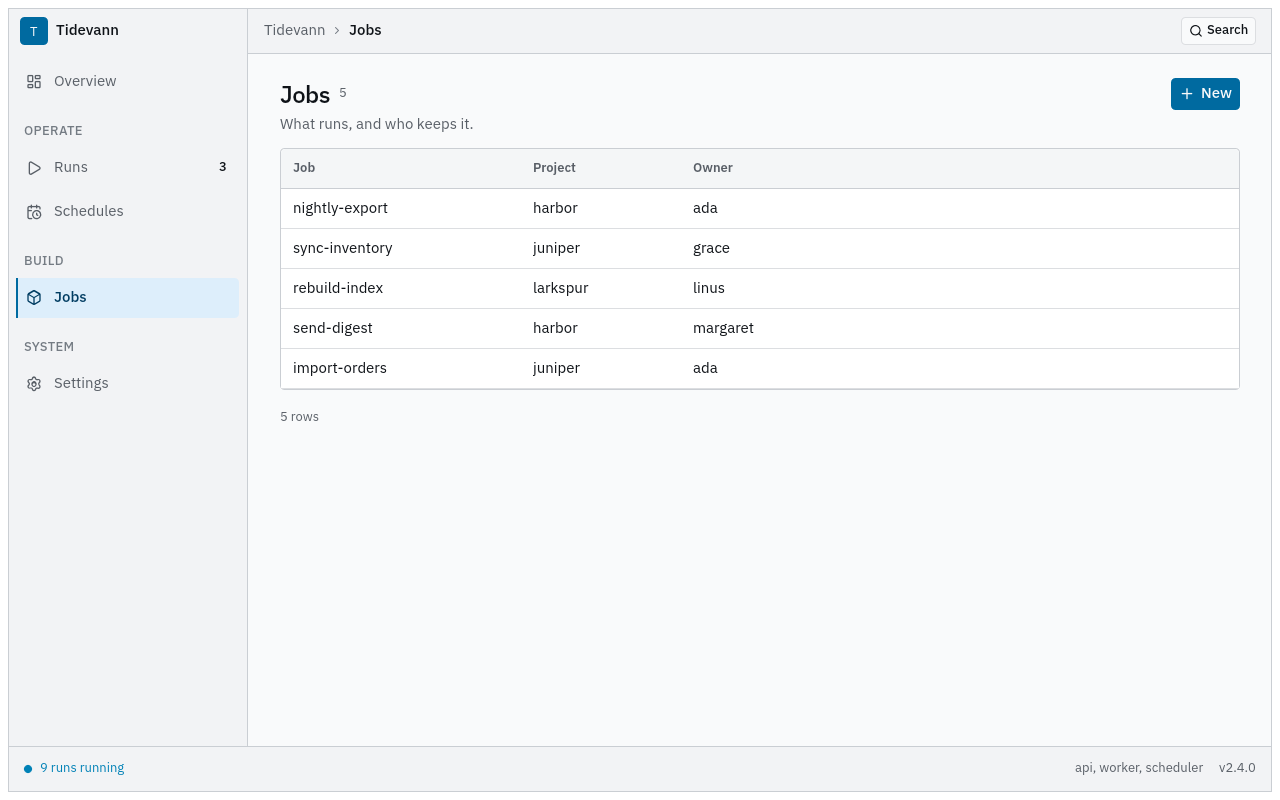 T Tidevann
Tidevann › Jobs
Search
Overview
OPERATE
Runs 3
Schedules
BUILD
Jobs
SYSTEM
Settings
Jobs 5
New
What runs, and who keeps it.
Job Project Owner
nightly-export harbor ada
sync-inventory juniper grace
rebuild-index larkspur linus
send-digest harbor margaret
import-orders juniper ada
5 rows
9 runs running
api, worker, scheduler v2.4.0